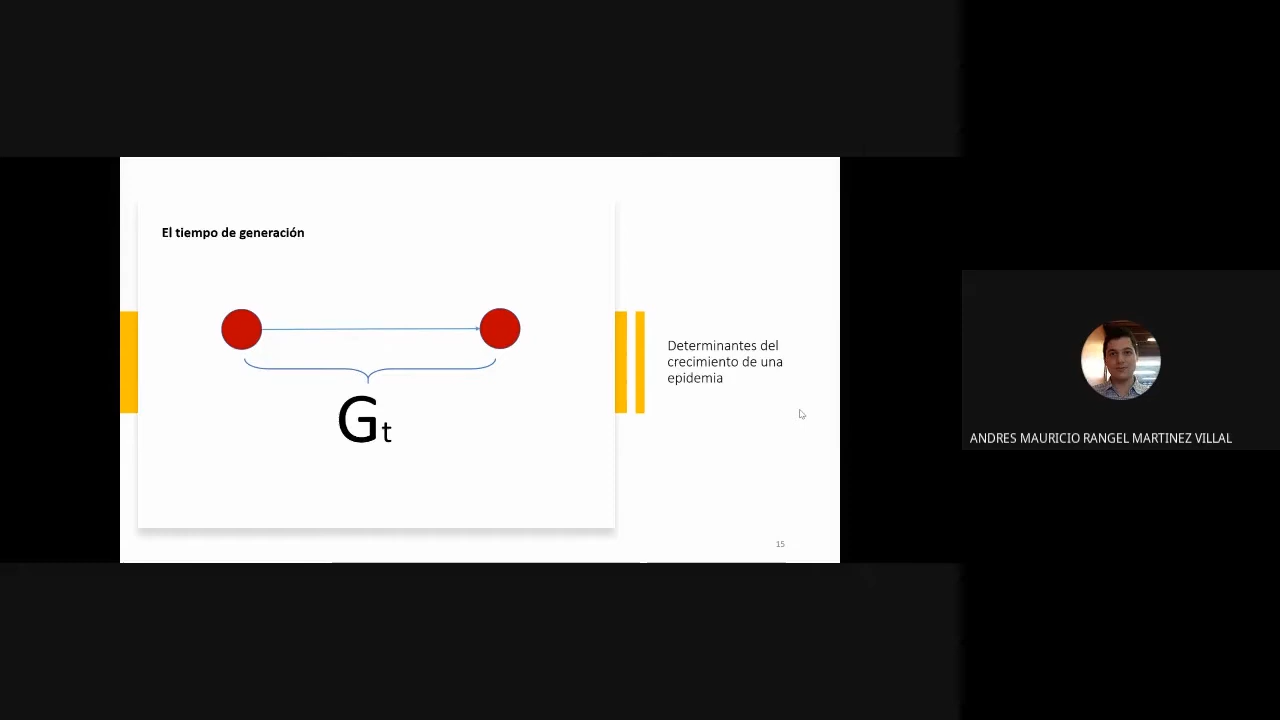 El tiempo de generación
Gt
Determinantes del
crecimiento de una
epidemia
15
ANDRES MAURICIO RANGEL MARTINEZ VILLAL